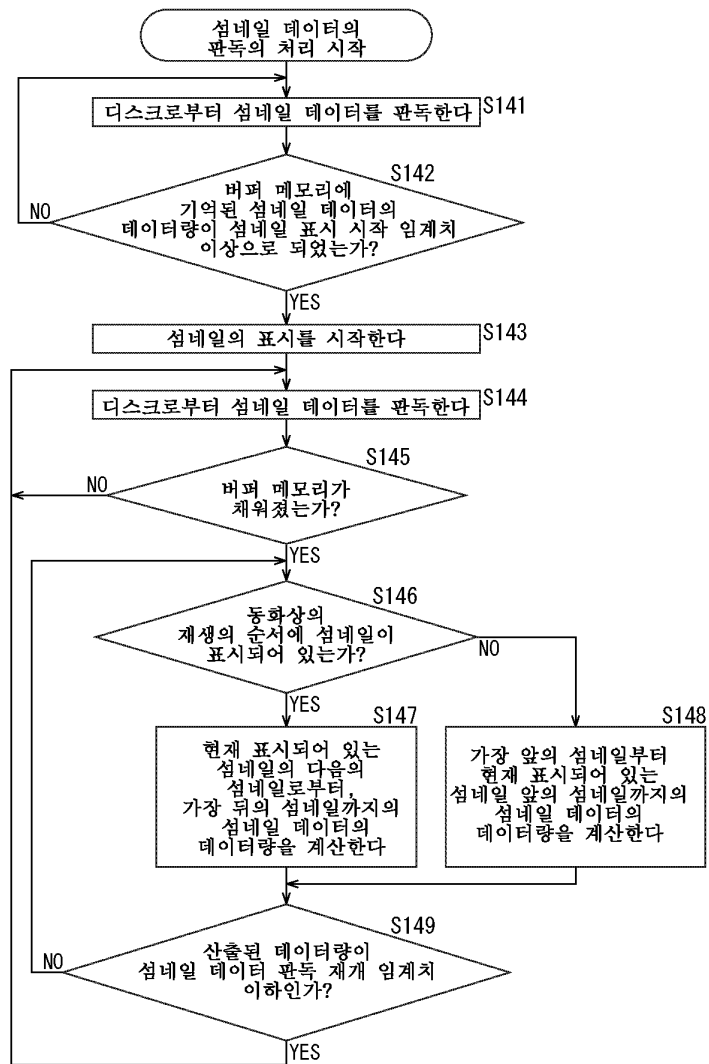 섬네일 데이터의
판독의 처리 시작
디스크로부터 섬네일 데이터를 판독한다
S141
S142
버퍼 메모리에
기억된 섬네일 데이터의
데이터량이 섬네일 표시 시작 임계치
이상으로 되었는가?
NO
YES
섬네일의 표시를 시작한다
S143
디스크로부터 섬네일 데이터를 판독한다
S144
S145
버퍼 메모리가
채워졌는가?
NO
YES
S146
동화상의
재생의 순서에 섬네일이
표시되어 있는가?
NO
YES
S147
현재 표시되어 있는
섬네일의 다음의
섬네일로부터,
가장 뒤의 섬네일까지의
섬네일 데이터의
데이터량을 계산한다
S148
가장 앞의 섬네일부터
현재 표시되어 있는
섬네일 앞의 섬네일까지의
섬네일 데이터의
데이터량을 계산한다
S149
산출된 데이터량이
섬네일 데이터 판독 재개 임계치
이하인가?
NO
YES